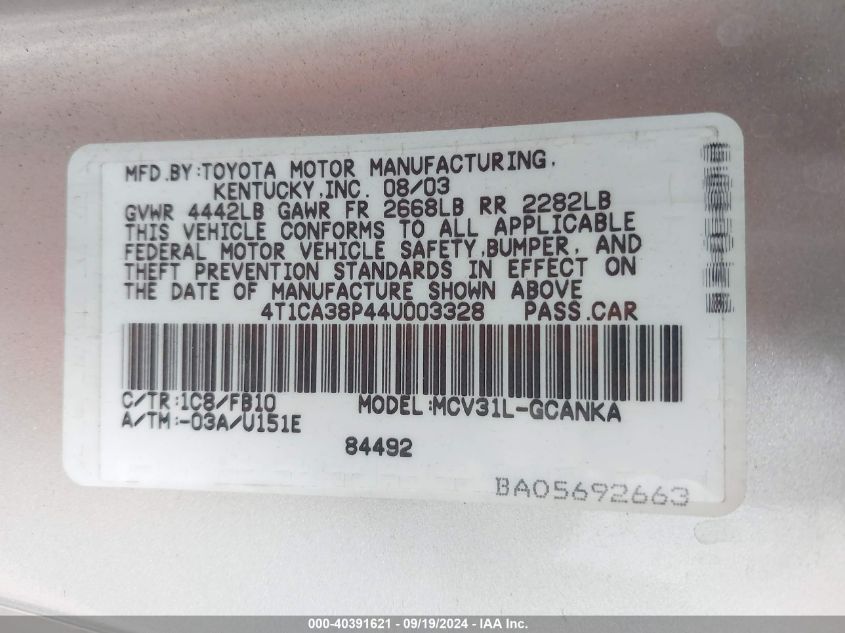 MFD.BY:TOYOTA MOTOR MANUFACTURING,
KENTUCKY,INC. 08/03
GVWR 4442LB GAWR FR 2668LB RR 2282LB
THIS VEHICLE CONFORMS TO ALL APPLICABLE
FEDERAL MOTOR VEHICLE SAFETY,BUMPER, AND
THEFT PREVENTION STANDARDS IN EFFECT ON
THE DATE OF MANUFACTURE SHOWN ABOVE
4T1CA38P44U003328 PASS.CAR
C/TR:1C8/FB10 MODEL:MCV31L-GCANKA
A/TM:-03A/U151E
84492
BA05692663
000-40391621 - 09/19/2024 - IAA Inc.